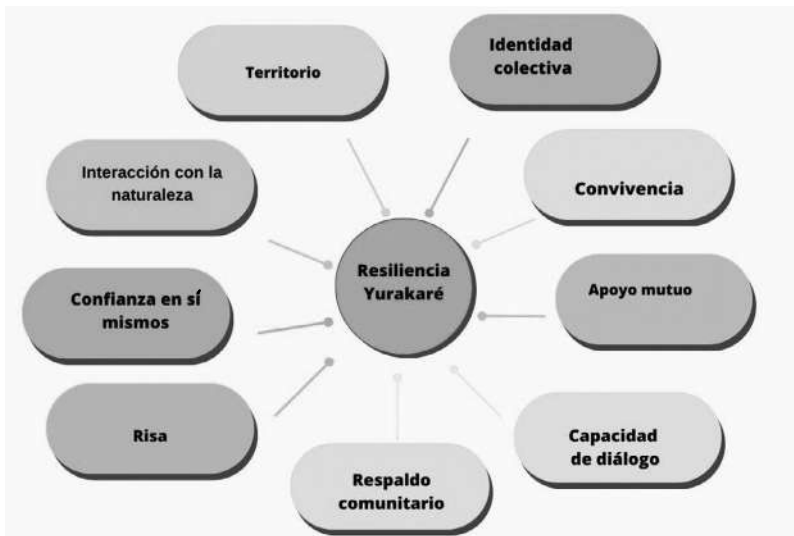 Territorio
Identidad
colectiva
Interacción con la
naturaleza
Convivencia
Resiliencia
Yurakaré
Confianza en sí
mismos
Apoyo mutuo
Risa
Capacidad
de diálogo
Respaldo
comunitario